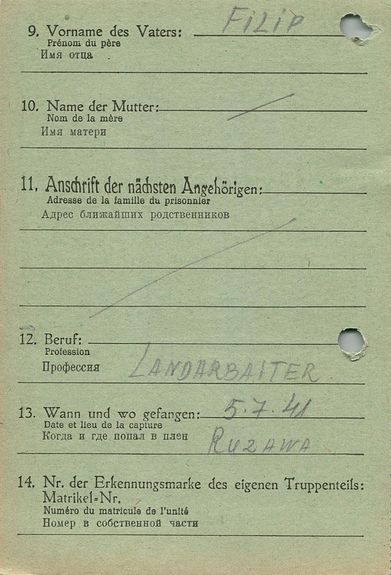 9. Vorname des Vaters: FiLiP
Prénom du père
Имя отца
10. Name der Mutter:
Nom de la mère
Имя матери
11. Anschrift der nächsten Angehörigen:
Adresse de la famille du prisonnier
Адрес ближайших родственников
12. Beruf:
Profession
Профессия LANDARBAITER
13. Wann und wo gefangen: 5.7.41
Date et lieu de la capture
Когда и где попал в плен RUZAWA
14. Nr. der Erkennungsmarke des eigenen Truppenteils:
Matrikel=Nr.
Numéro du matricule de l'unité
Номер в собственной части